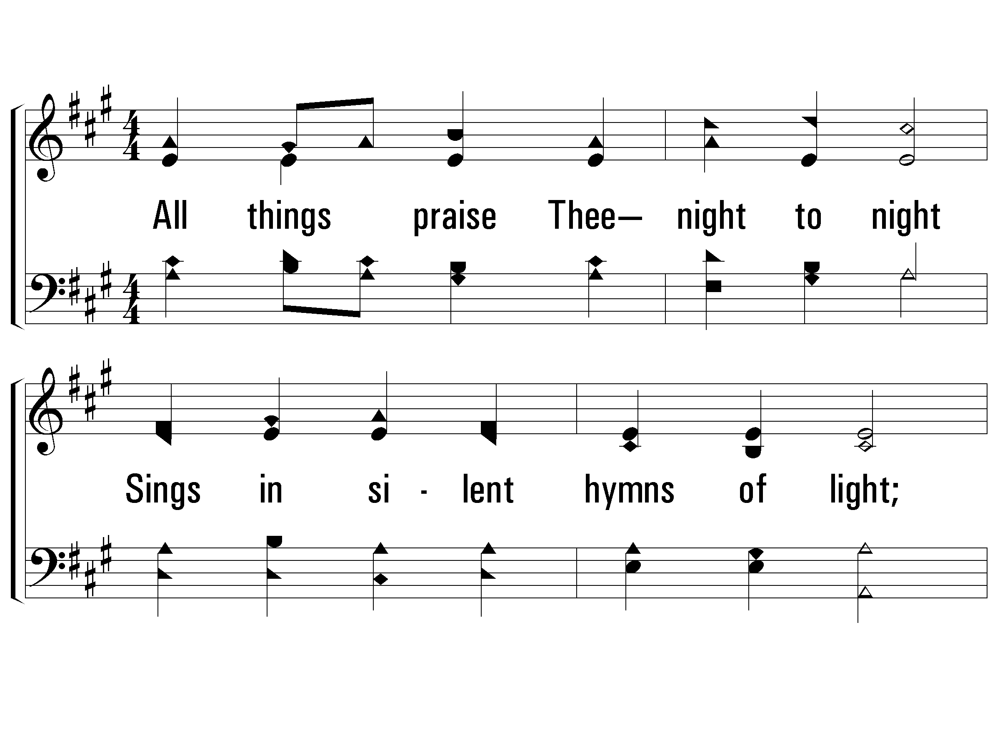 All things praise Thee— night to night
Sings in si - lent hymns of light;